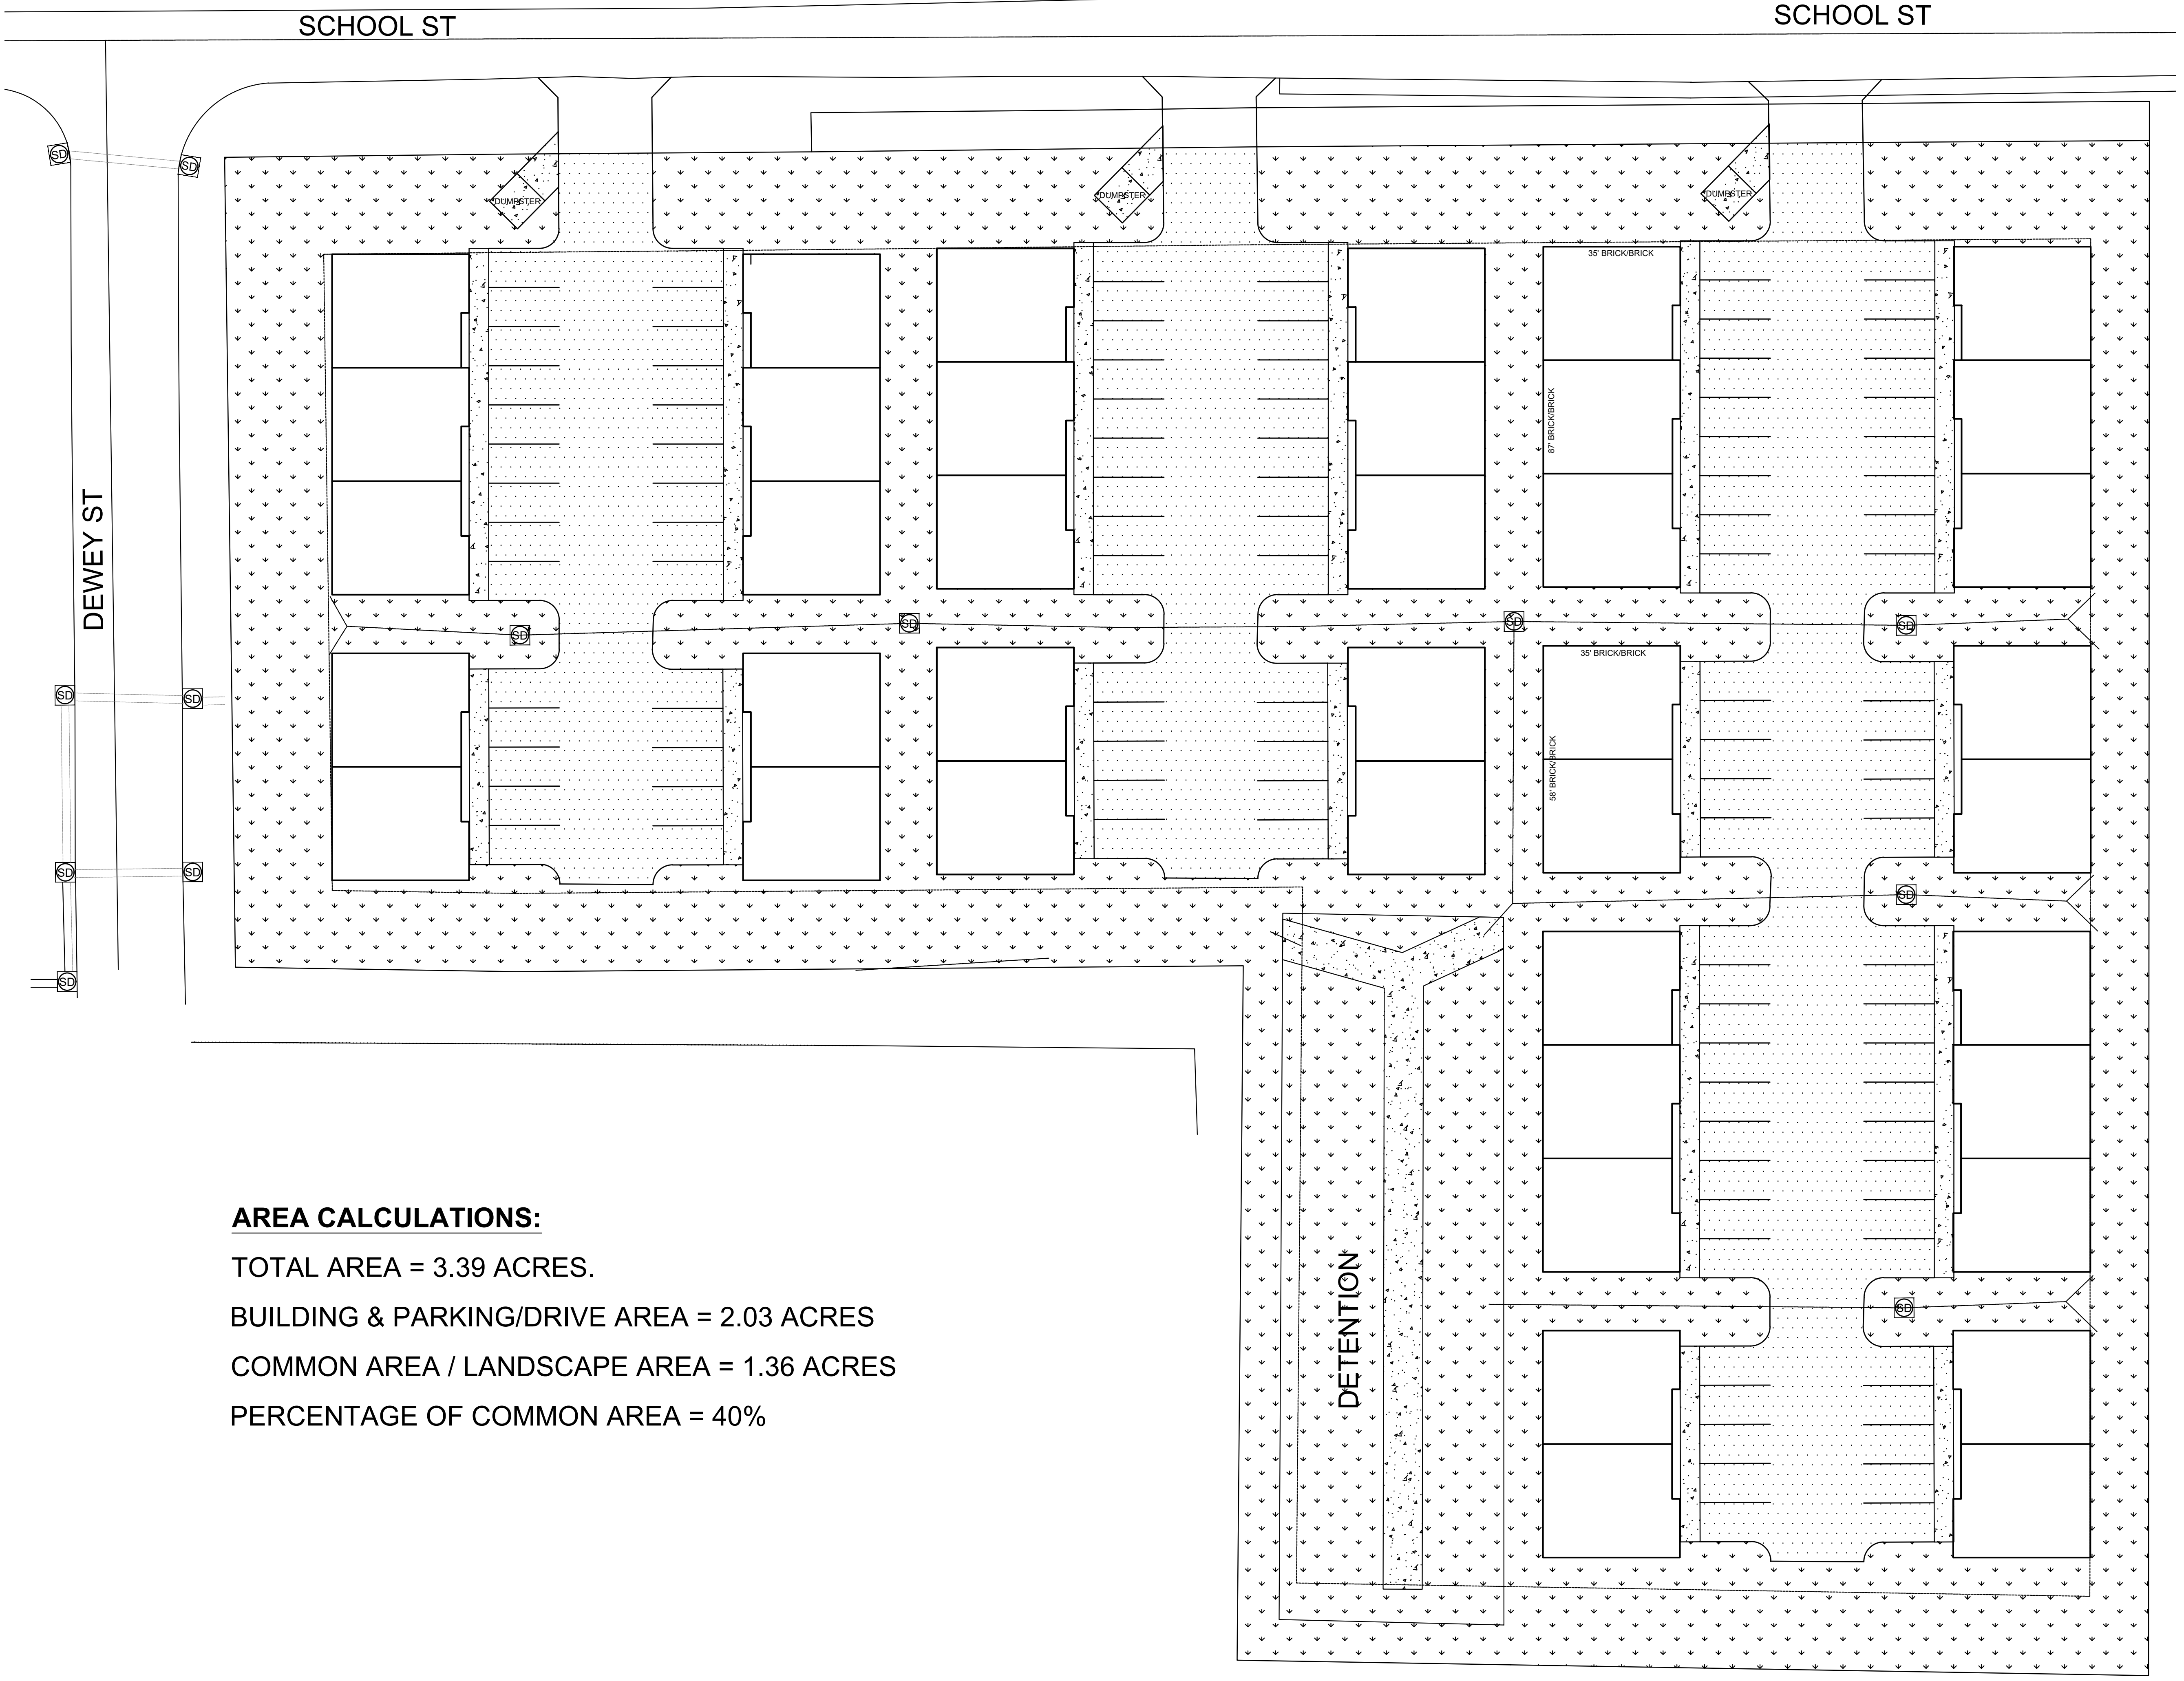 SCHOOL ST
SCHOOL ST
SD
SD
DUMPSTER
DUMPSTER
DUMPSTER
35' BRICK/BRICK
87' BRICK/BRICK
DEWEY ST
SD
SD
SD
SD
35' BRICK/BRICK
SD
SD
58' BRICK/BRICK
SD
SD
SD
SD
DETENTION
SD
AREA CALCULATIONS:
TOTAL AREA = 3.39 ACRES.
BUILDING & PARKING/DRIVE AREA = 2.03 ACRES
COMMON AREA / LANDSCAPE AREA = 1.36 ACRES
PERCENTAGE OF COMMON AREA = 40%